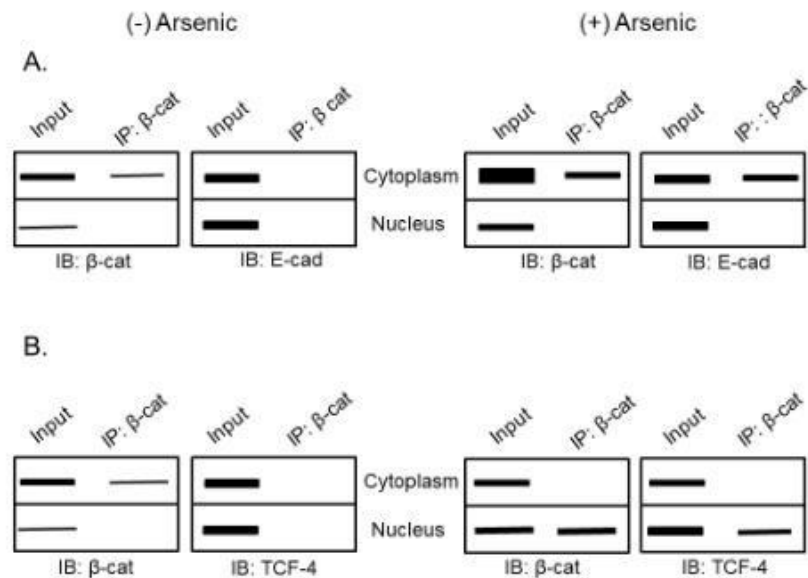 (-) Arsenic (+) Arsenic
A.
Input IP: β-cat Input IP: β cat Input IP: β-cat Input IP: : β-cat
Cytoplasm
Nucleus
IB: β-cat IB: E-cad IB: β-cat IB: E-cad
B.
Input IP: β-cat Input IP: β-cat Input IP: β-cat Input IP: β-cat
Cytoplasm
Nucleus
IB: β-cat IB: TCF-4 IB: β-cat IB: TCF-4